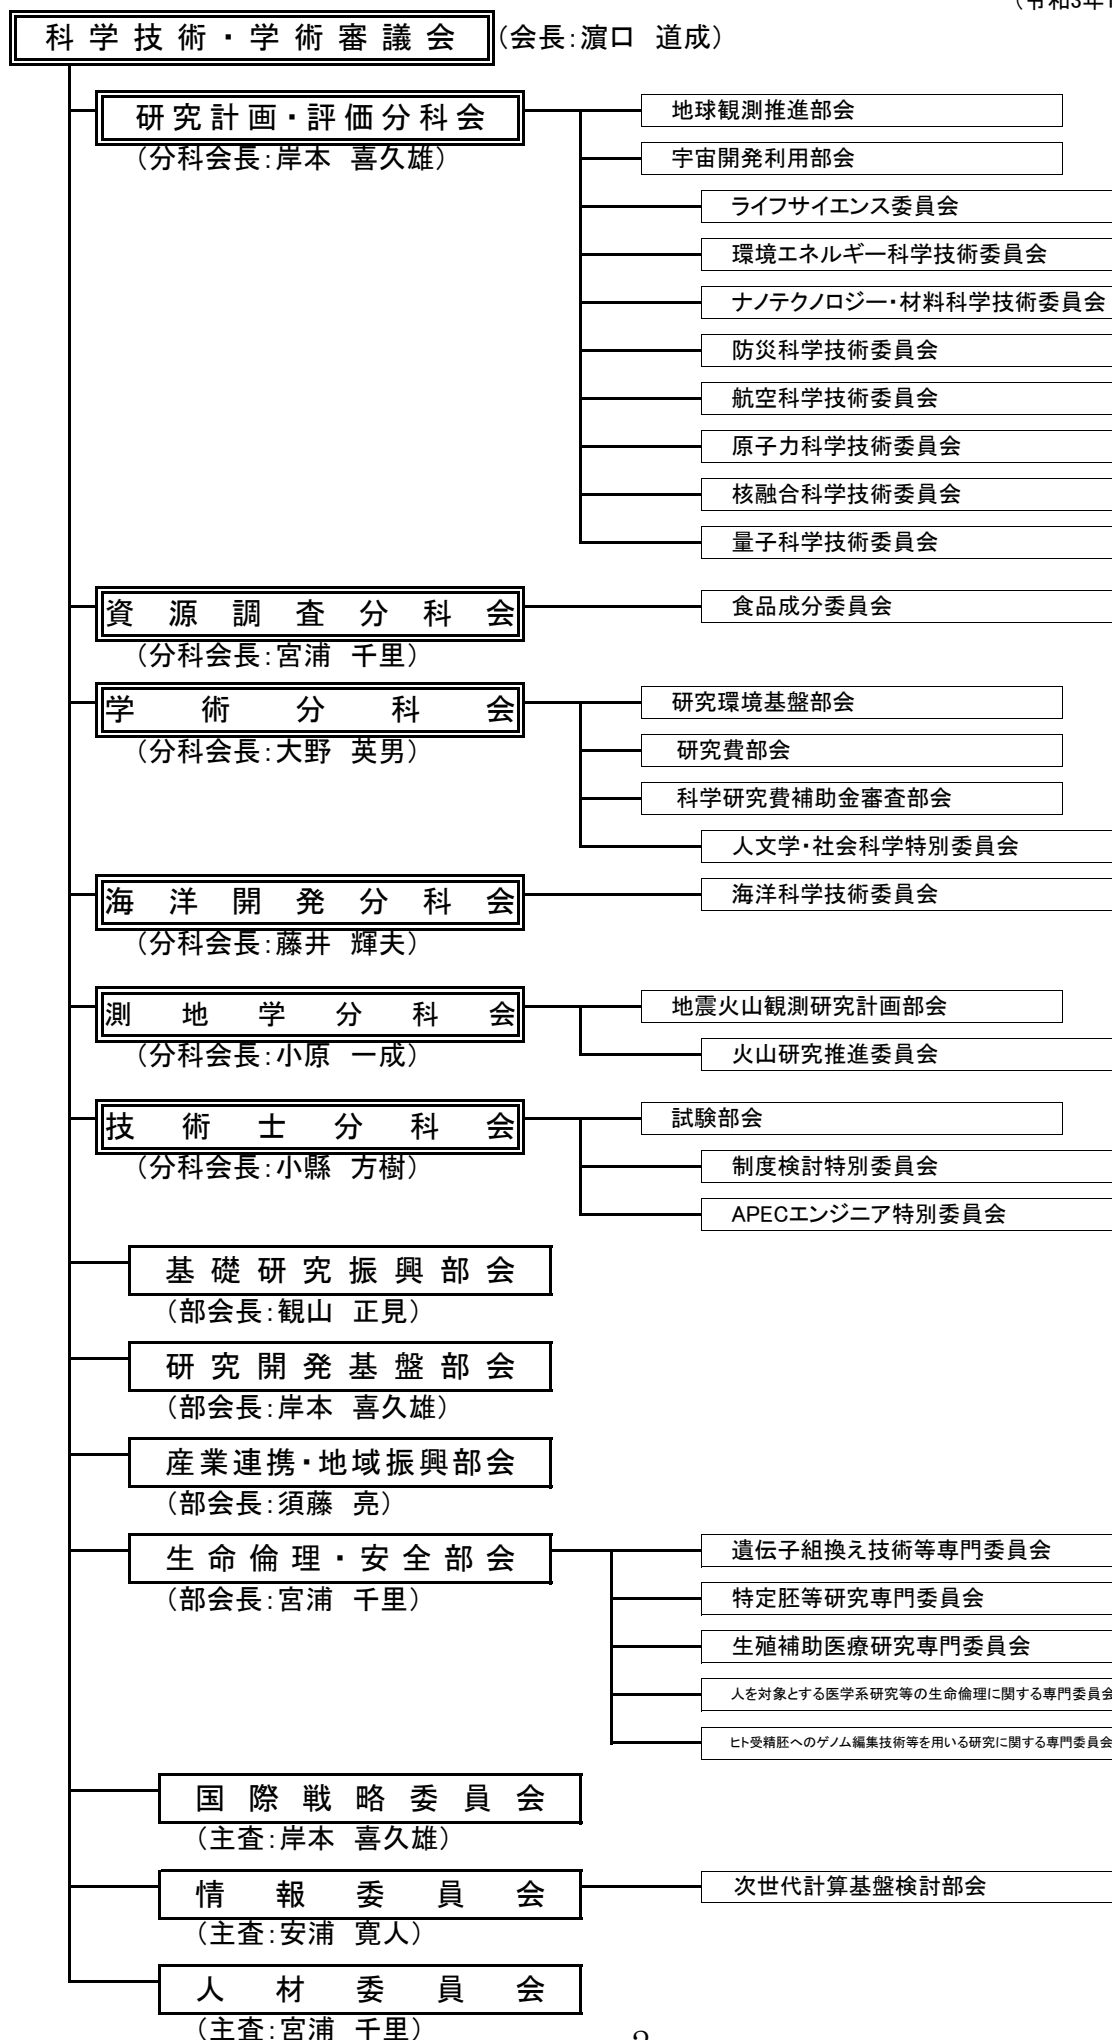 （令和3年1
科学技術・学術審議会 （会長：濵口　道成）
研究計画・評価分科会 地球観測推進部会
（分科会長：岸本　喜久雄） 宇宙開発利用部会
ライフサイエンス委員会
環境エネルギー科学技術委員会
ナノテクノロジー・材料科学技術委員会
防災科学技術委員会
航空科学技術委員会
原子力科学技術委員会
核融合科学技術委員会
量子科学技術委員会
資源調査分科会 食品成分委員会
（分科会長：宮浦　千里）
学術分科会 研究環境基盤部会
（分科会長：大野　英男） 研究費部会
科学研究費補助金審査部会
人文学・社会科学特別委員会
海洋開発分科会 海洋科学技術委員会
（分科会長：藤井　輝夫）
測地学分科会 地震火山観測研究計画部会
（分科会長：小原　一成） 火山研究推進委員会
技術士分科会 試験部会
（分科会長：小縣　方樹） 制度検討特別委員会
APECエンジニア特別委員会
基礎研究振興部会
（部会長：観山　正見）
研究開発基盤部会
（部会長：岸本　喜久雄）
産業連携・地域振興部会
（部会長：須藤　亮）
生命倫理・安全部会 遺伝子組換え技術等専門委員会
（部会長：宮浦　千里） 特定胚等研究専門委員会
生殖補助医療研究専門委員会
人を対象とする医学系研究等の生命倫理に関する専門委員会
ヒト受精胚へのゲノム編集技術等を用いる研究に関する専門委員会
国際戦略委員会
（主査：岸本　喜久雄）
情報委員会 次世代計算基盤検討部会
（主査：安浦　寛人）
人材委員会
（主査：宮浦　千里）